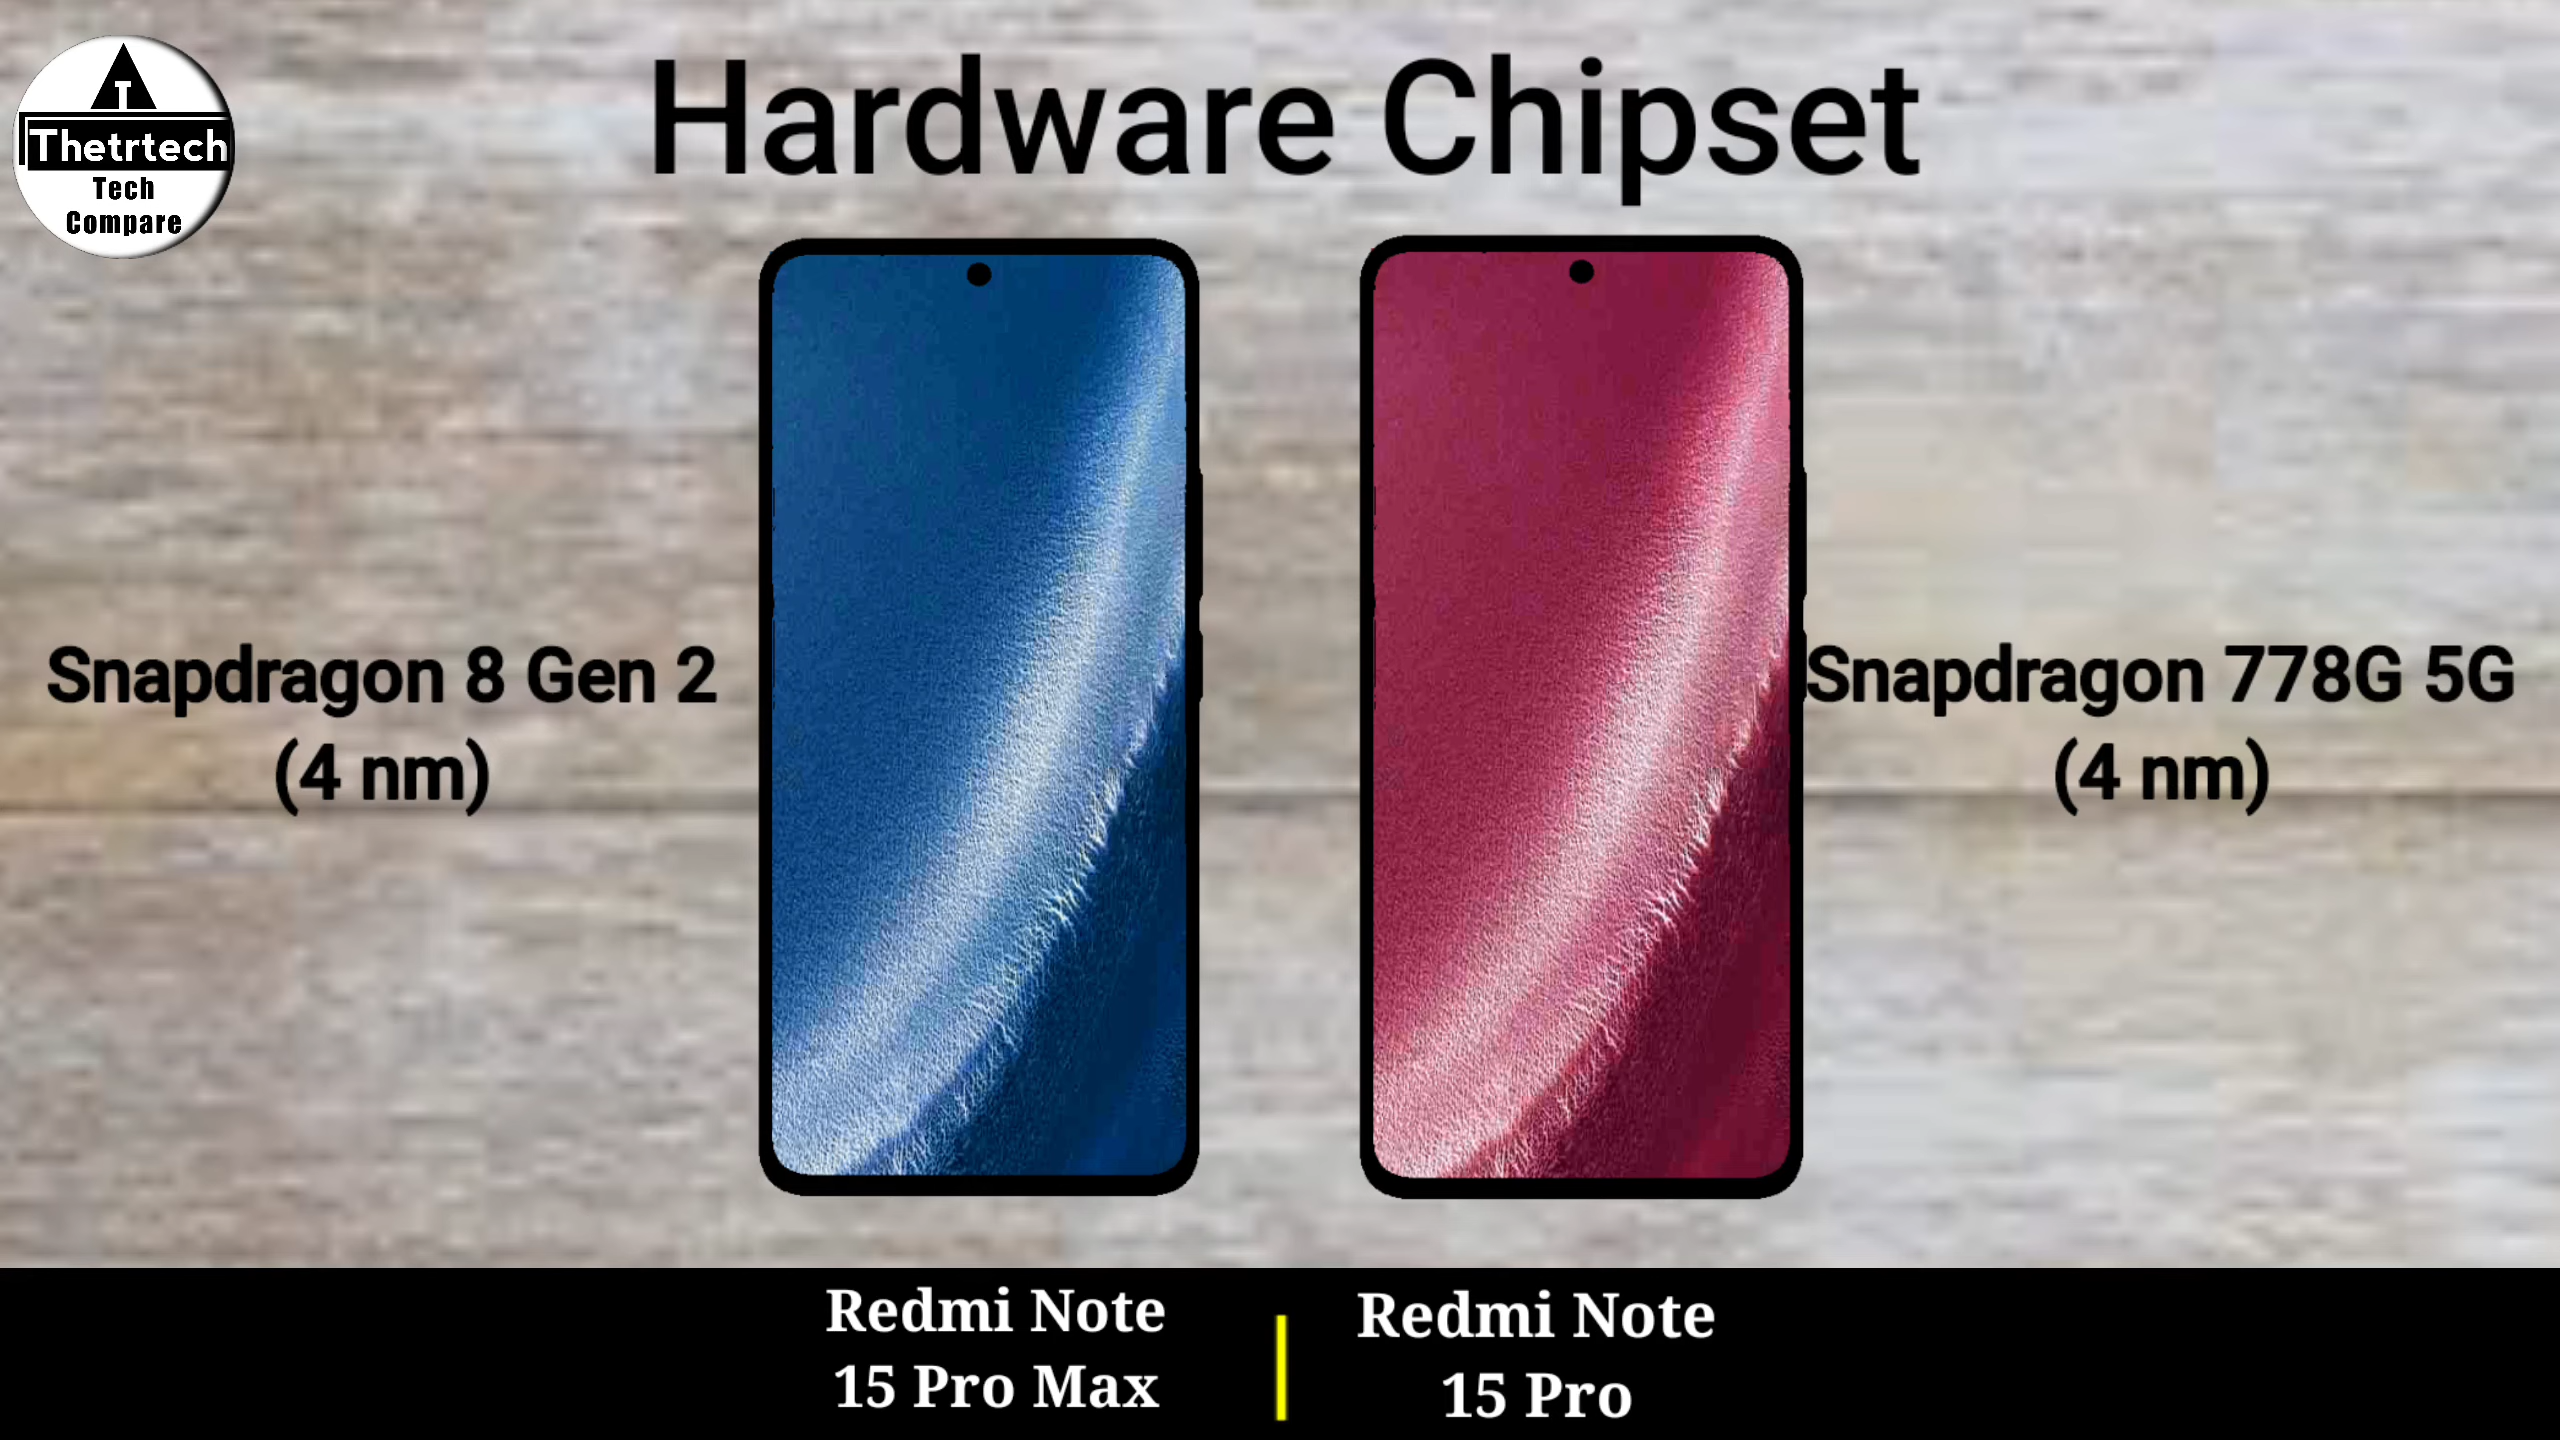 T
Thetrtech
Tech
Compare
Hardware Chipset
Snapdragon 8 Gen 2
(4 nm)
Snapdragon 778G 5G
(4 nm)
Redmi Note
15 Pro Max
Redmi Note
15 Pro